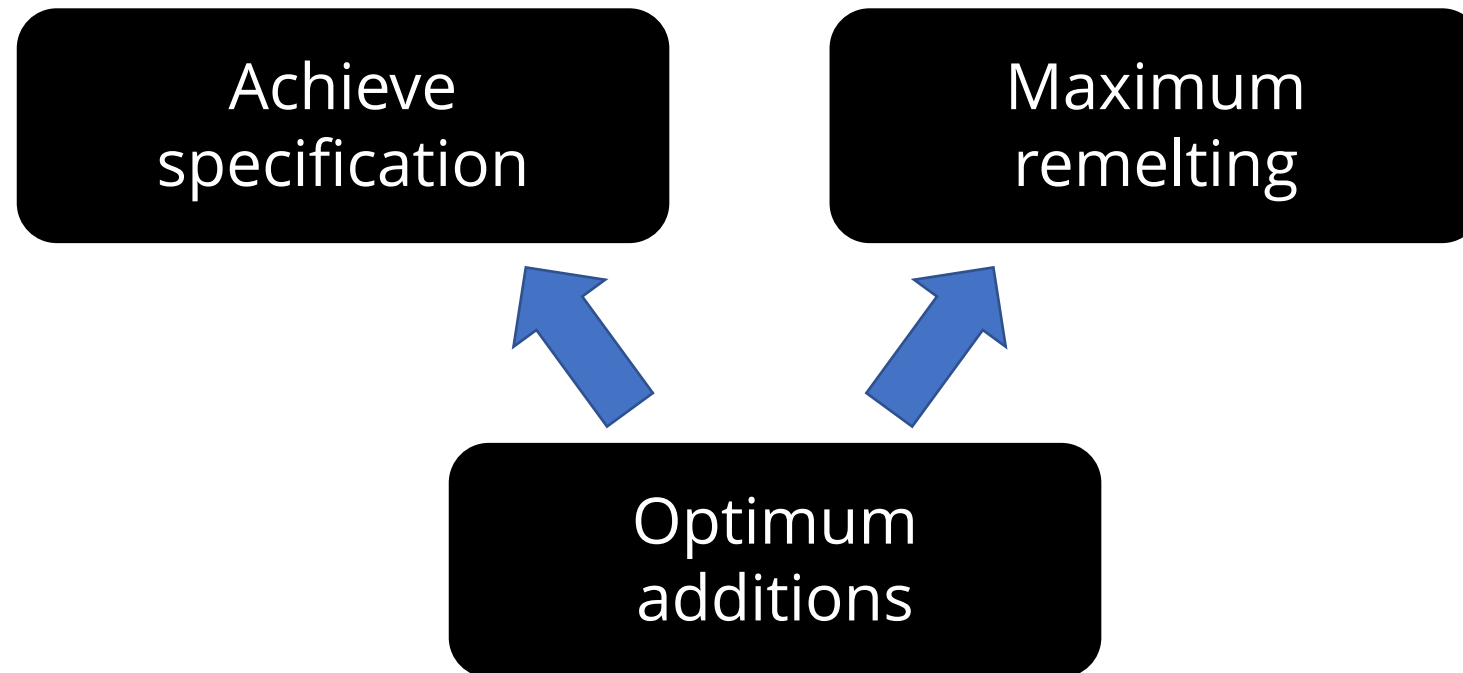 Achieve
specification
Maximum
remelting
Optimum
additions